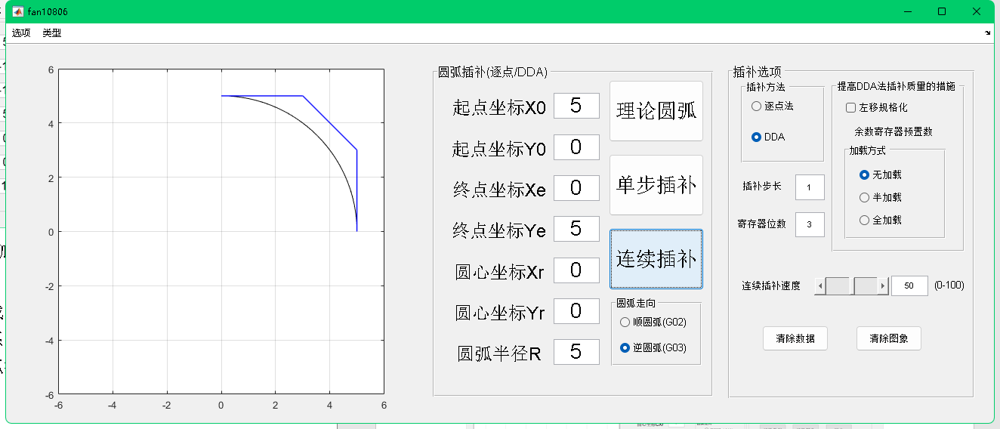 fan10806
选项 类型
6
4
2
0
-2
-4
-6
-6 -4 -2 0 2 4 6
圆弧插补(逐点/DDA)
起点坐标X0 5
起点坐标Y0 0
终点坐标Xe 0
终点坐标Ye 5
圆心坐标Xr 0
圆心坐标Yr 0
圆弧半径R 5
理论圆弧
单步插补
连续插补
圆弧走向
顺圆弧(G02)
逆圆弧(G03)
插补选项
插补方法
逐点法
DDA
插补步长 1
寄存器位数 3
提高DDA法插补质量的措施
左移规格化
余数寄存器预置数
加载方式
无加载
半加载
全加载
连续插补速度 50 (0-100)
清除数据 清除图象